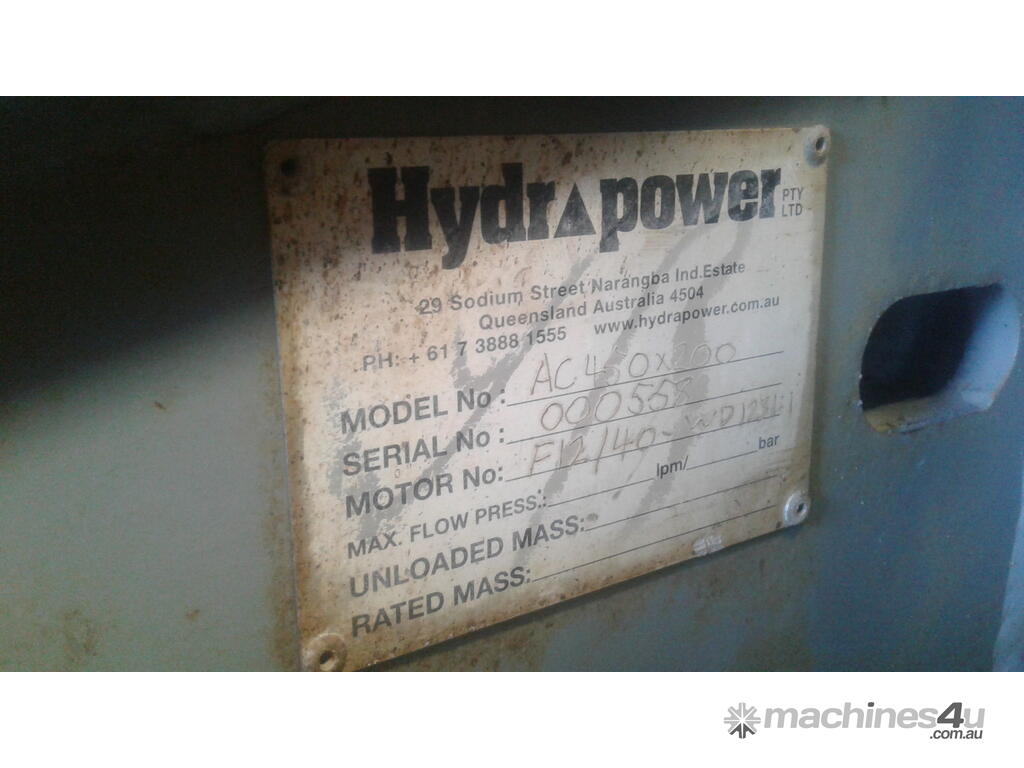 Hydrapower PTY LTD
29 Sodium Street Narangba Ind.Estate
Queensland Australia 4504
PH: + 61 7 3888 1555 www.hydrapower.com.au
MODEL No: AC450x200
SERIAL No: 000558
MOTOR No: F12/40-
MAX. FLOW PRESS.: lpm/ bar
UNLOADED MASS:
RATED MASS:
machines4u
.com.au